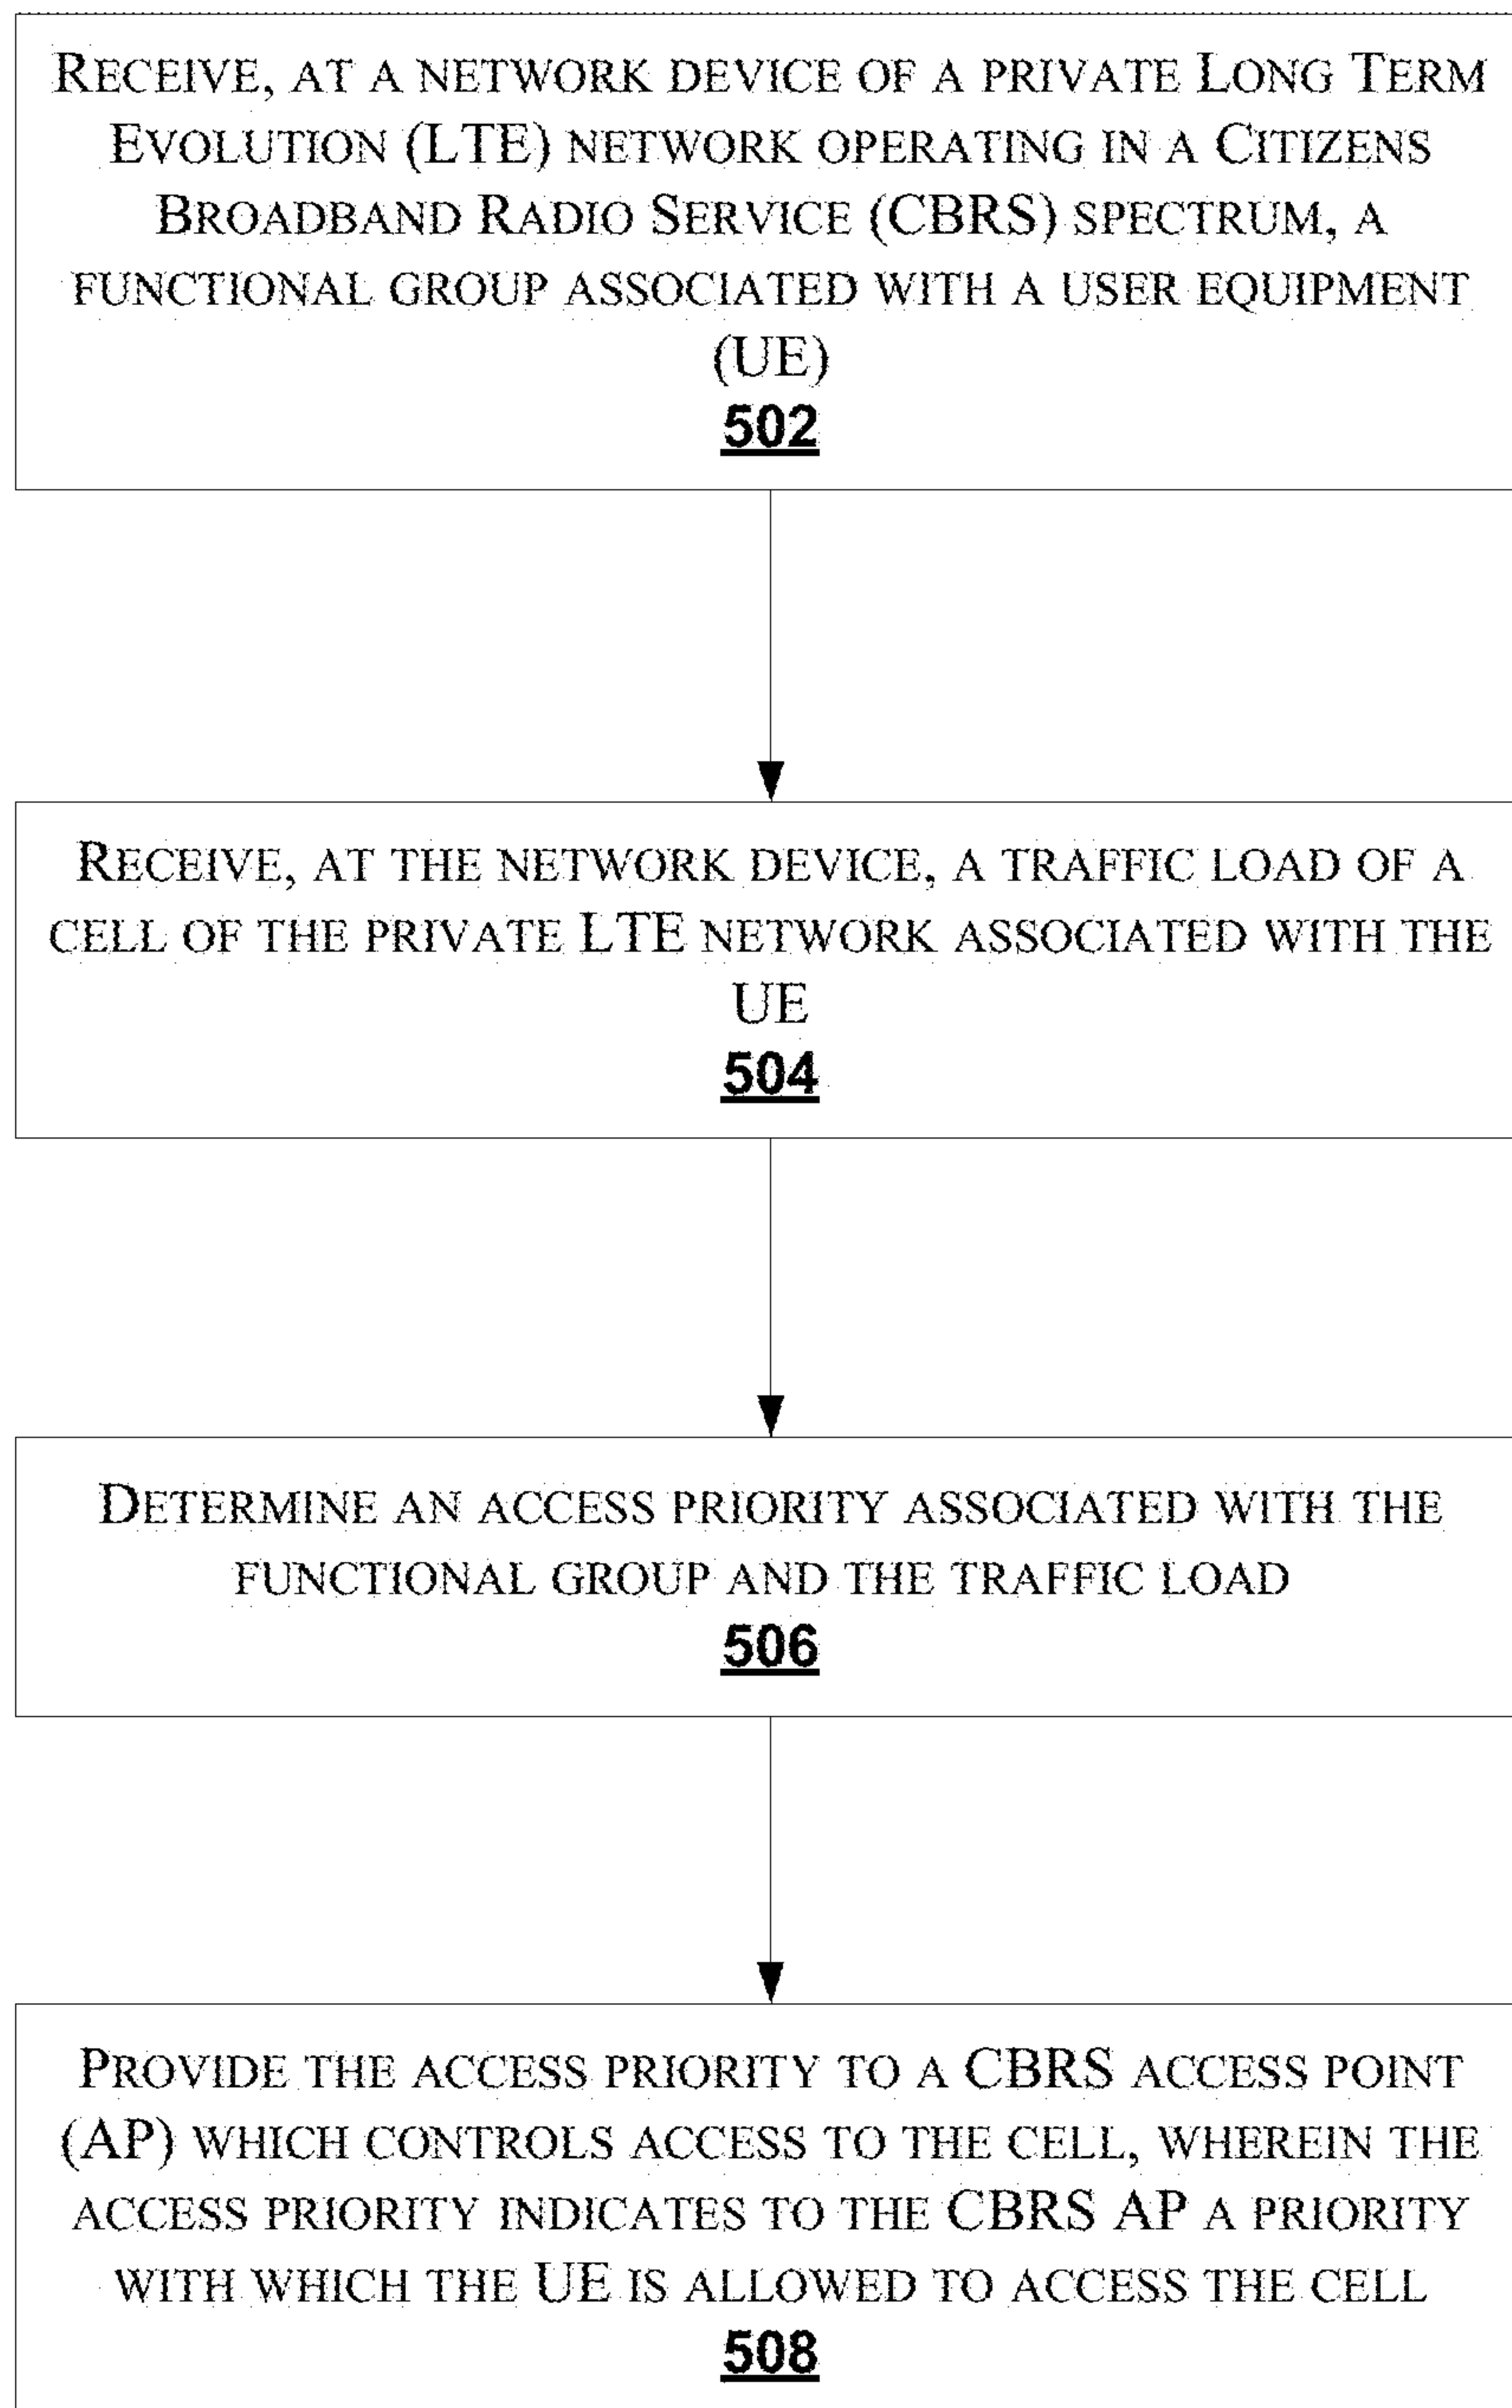 RECEIVE, AT A NETWORK DEVICE OF A PRIVATE LONG TERM
EVOLUTION (LTE) NETWORK OPERATING IN A CITIZENS
BROADBAND RADIO SERVICE (CBRS) SPECTRUM, A
FUNCTIONAL GROUP ASSOCIATED WITH A USER EQUIPMENT
(UE)
502
RECEIVE, AT THE NETWORK DEVICE, A TRAFFIC LOAD OF A
CELL OF THE PRIVATE LTE NETWORK ASSOCIATED WITH THE
UE
504
DETERMINE AN ACCESS PRIORITY ASSOCIATED WITH THE
FUNCTIONAL GROUP AND THE TRAFFIC LOAD
506
PROVIDE THE ACCESS PRIORITY TO A CBRS ACCESS POINT
(AP) WHICH CONTROLS ACCESS TO THE CELL, WHEREIN THE
ACCESS PRIORITY INDICATES TO THE CBRS AP A PRIORITY
WITH WHICH THE UE IS ALLOWED TO ACCESS THE CELL
508